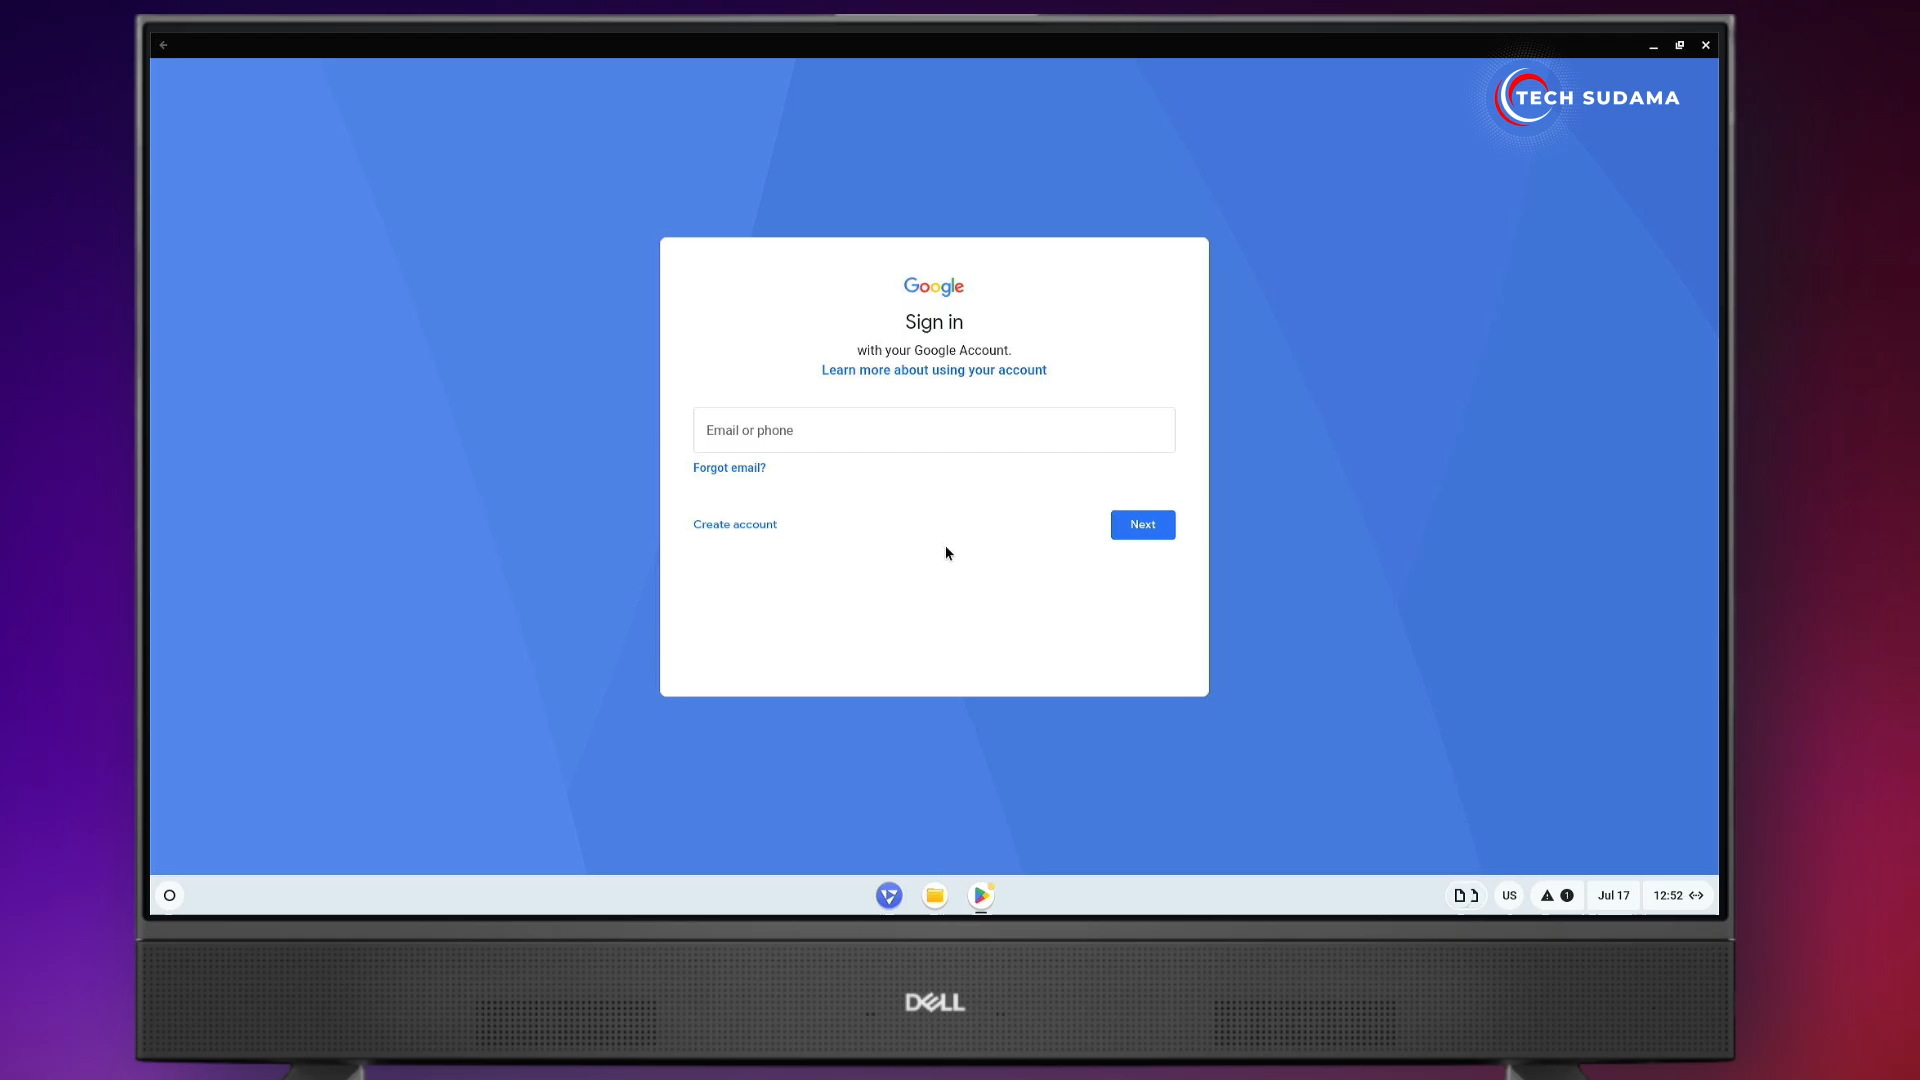 TECH SUDAMA
Google
Sign in
with your Google Account.
Learn more about using your account
Email or phone
Forgot email?
Create account
Next
US
1
Jul 17
12:52
DELL